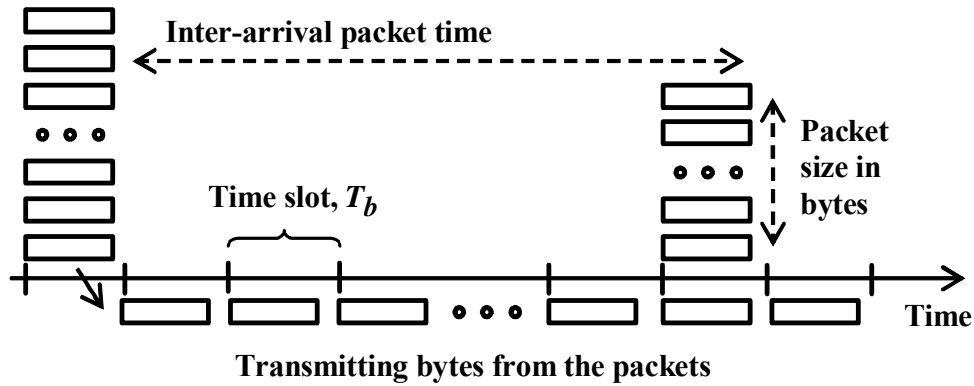 Inter-arrival packet time
Packet
size in
bytes
Time slot, T_b
Time
Transmitting bytes from the packets